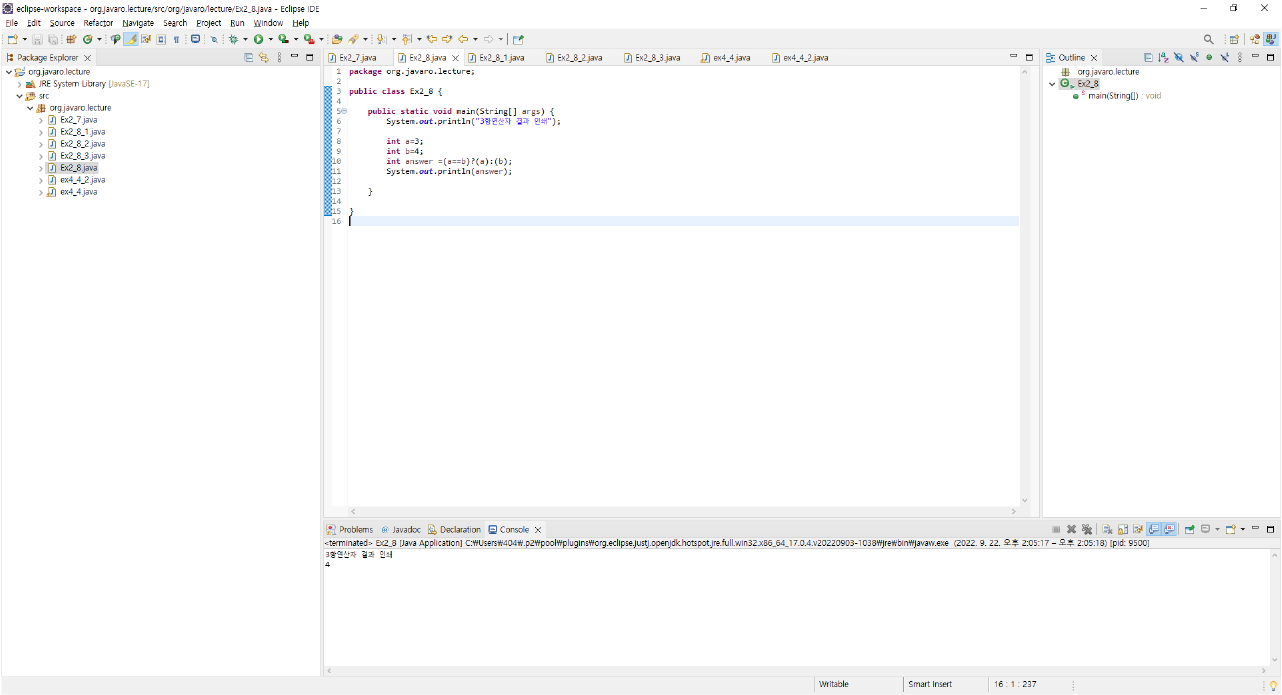 eclipse-workspace - org.javaro.lecture/src/org/javaro/lecture/Ex2_8.java - Eclipse IDE
File Edit Source Refactor Navigate Search Project Run Window Help
Package Explorer
org.javaro.lecture
JRE System Library [JavaSE-17]
src
org.javaro.lecture
Ex2_7.java
Ex2_8_1.java
Ex2_8_2.java
Ex2_8_3.java
Ex2_8.java
ex4_4_2.java
ex4_4.java
Ex2_7.java Ex2_8.java Ex2_8_1.java Ex2_8_2.java Ex2_8_3.java ex4_4.java ex4_4_2.java
1 package org.javaro.lecture;
2
3 public class Ex2_8 {
4
5 public static void main(String[] args) {
6 System.out.println("3항연산자 결과 인쇄");
7
8 int a=3;
9 int b=4;
10 int answer =(a==b)?(a):(b);
11 System.out.println(answer);
12
13 }
14
15 }
16
Outline
org.javaro.lecture
Ex2_8
main(String[]) : void
Problems Javadoc Declaration Console
<terminated> Ex2_8 [Java Application] C:₩Users₩404₩.p2₩pool₩plugins₩org.eclipse.justj.openjdk.hotspot.jre.full.win32.x86_64_17.0.4.v20220903-1038₩jre₩bin₩javaw.exe (2022. 9. 22. 오후 2:05:17 – 오후 2:05:18) [pid: 9500]
3항연산자 결과 인쇄
4
Writable Smart Insert 16 : 1 : 237